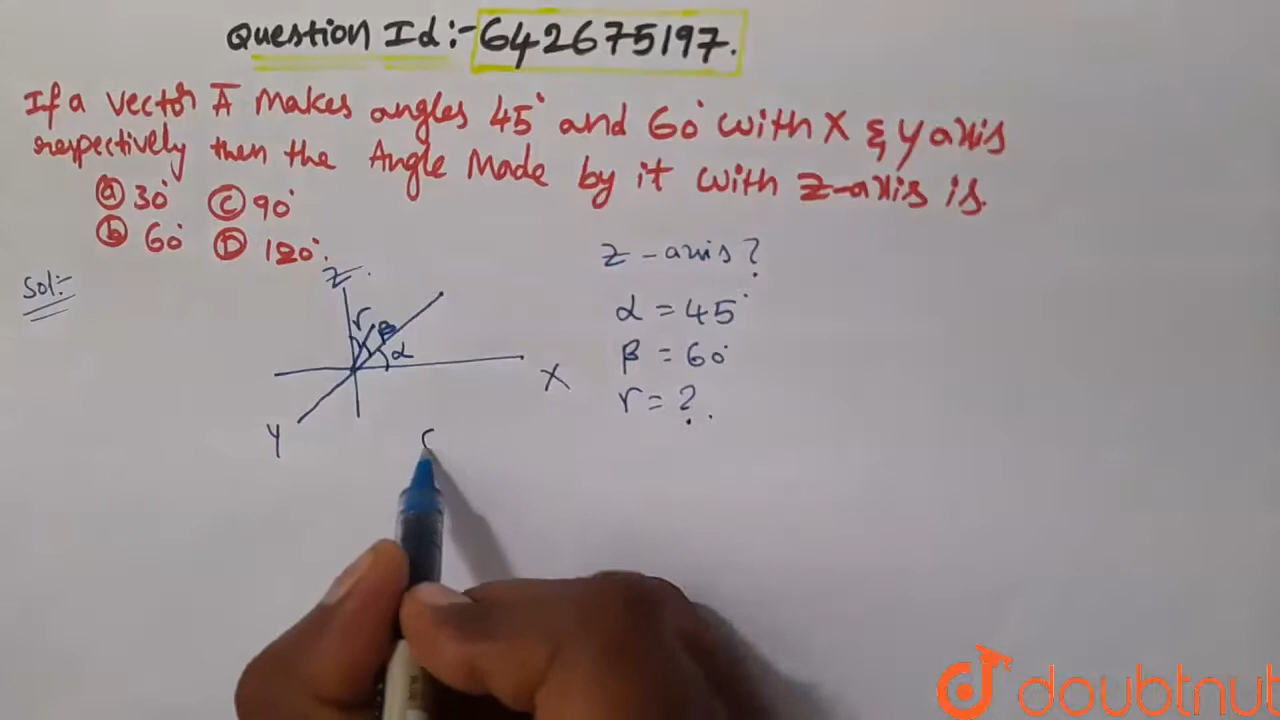 Question Id:- 642675197.
If a vector A̅ Makes angles 45° and 60° with X & y axis
respectively then the Angle Made by it with z-axis is.
ⓐ 30° ⓒ 90°
ⓑ 60° Ⓓ 120°.
Sol:-
z-axis?
α = 45°
β = 60°
r = ?
Z.
r β α
X
Y
doubtnut